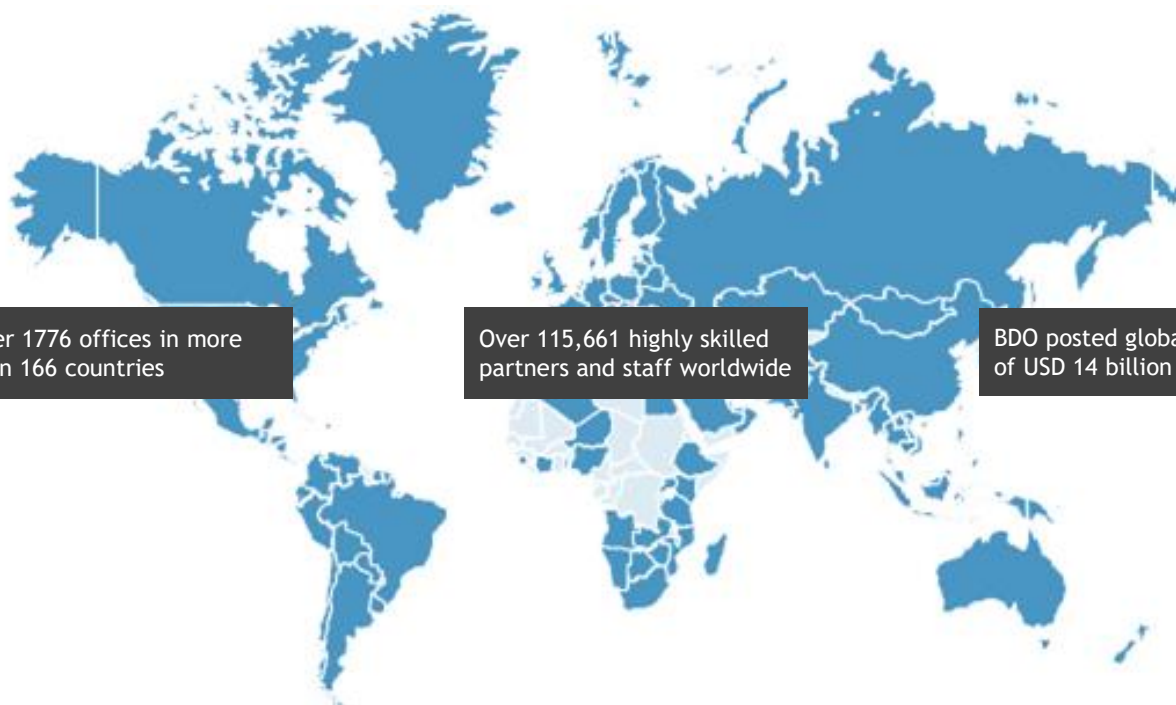 er 1776 offices in more
n 166 countries
Over 115,661 highly skilled
partners and staff worldwide
BDO posted globa
of USD 14 billion